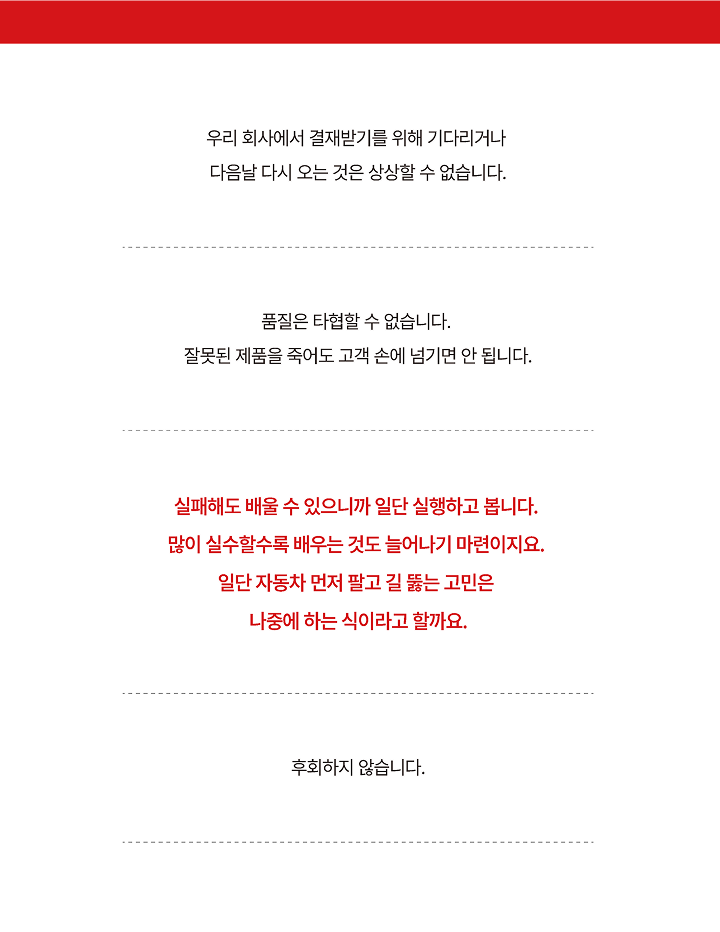 우리 회사에서 결재받기를 위해 기다리거나
다음날 다시 오는 것은 상상할 수 없습니다.
품질은 타협할 수 없습니다.
잘못된 제품을 죽어도 고객 손에 넘기면 안 됩니다.
실패해도 배울 수 있으니까 일단 실행하고 봅니다.
많이 실수할수록 배우는 것도 늘어나기 마련이지요.
일단 자동차 먼저 팔고 길 뚫는 고민은
나중에 하는 식이라고 할까요.
후회하지 않습니다.